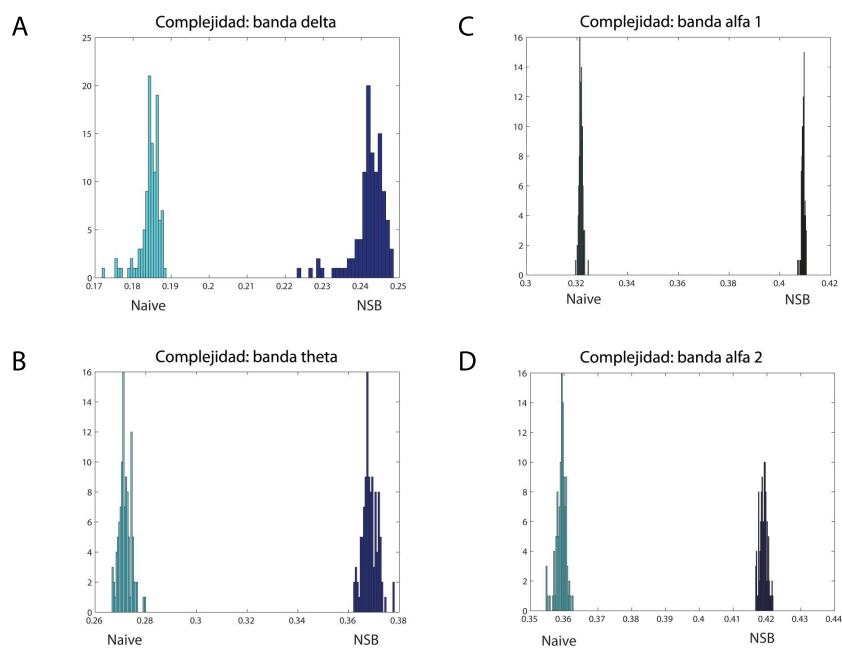 A
Complejidad: banda delta
25
20
15
10
5
0
0.17 0.18 0.19 0.2 0.21 0.22 0.23 0.24 0.25
Naive NSB
C
Complejidad: banda alfa 1
16
14
12
10
8
6
4
2
0
0.3 0.32 0.34 0.36 0.38 0.4 0.42
Naive NSB
B
Complejidad: banda theta
16
14
12
10
8
6
4
2
0
0.26 0.28 0.3 0.32 0.34 0.36 0.38
Naive NSB
D
Complejidad: banda alfa 2
16
14
12
10
8
6
4
2
0
0.35 0.36 0.37 0.38 0.39 0.4 0.41 0.42 0.43 0.44
Naive NSB